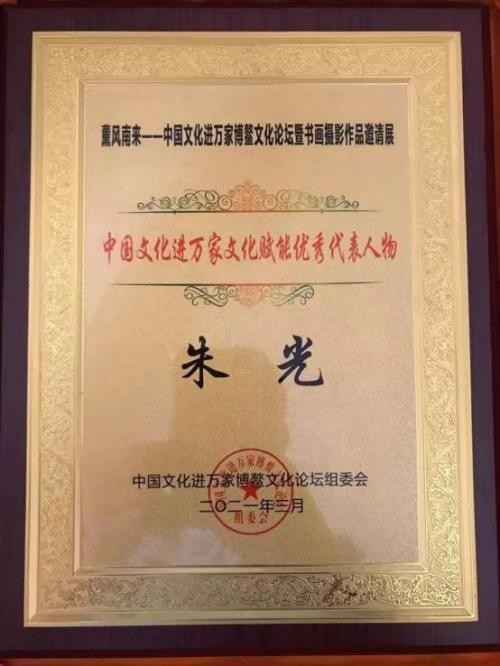 薰风南来——中国文化进万家博鳌文化论坛暨书画摄影作品邀请展
中国文化进万家文化赋能优秀代表人物
朱光
中国文化进万家博鳌文化论坛组委会
二〇二一年三月
组委会